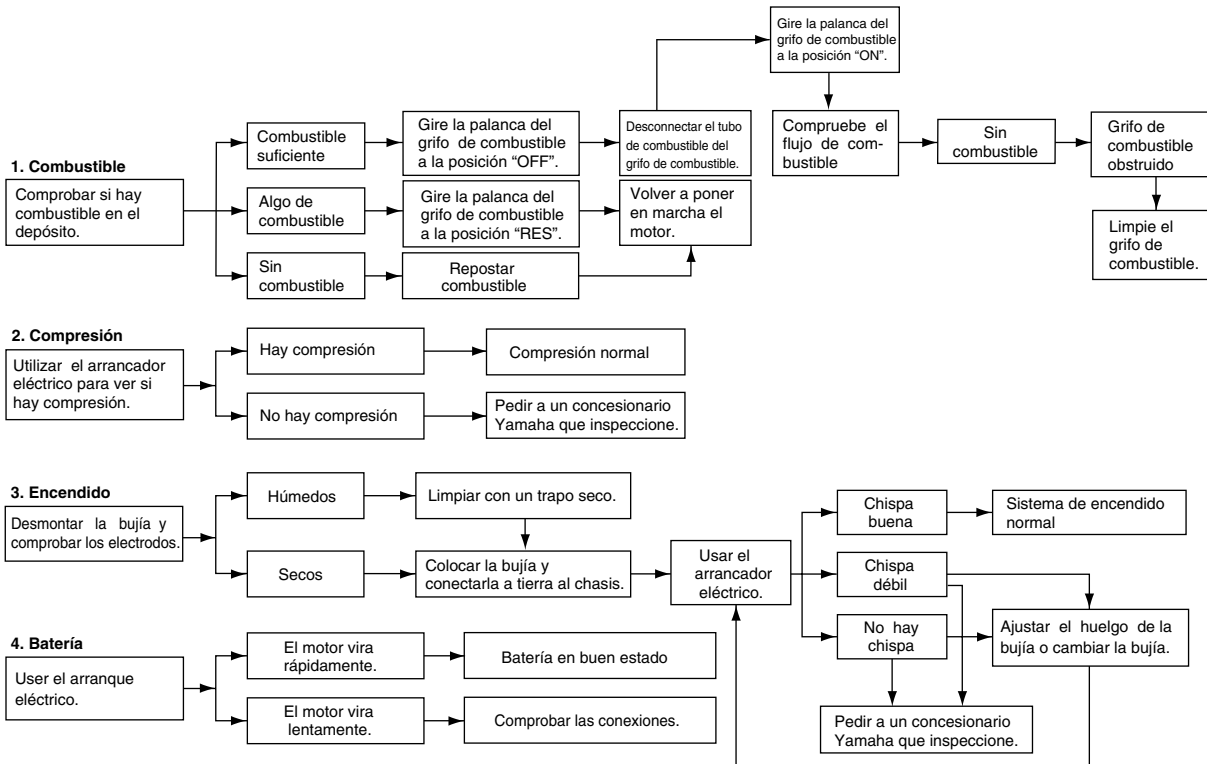 1. Combustible
Comprobar si hay
combustible en el
depósito.
Combustible
suficiente
Gire la palanca del
grifo de combustible
a la posición “OFF”.
Desconnectar el tubo
de combustible del
grifo de combustible.
Gire la palanca del
grifo de combustible
a la posición “ON”.
Compruebe el
flujo de com-
bustible
Sin
combustible
Grifo de
combustible
obstruido
Limpie el
grifo de
combustible.
Algo de
combustible
Gire la palanca del
grifo de combustible
a la posición “RES”.
Volver a poner
en marcha el
motor.
Sin
combustible
Repostar
combustible
2. Compresión
Utilizar el arrancador
eléctrico para ver si
hay compresión.
Hay compresión
Compresión normal
No hay compresión
Pedir a un concesionario
Yamaha que inspeccione.
3. Encendido
Desmontar la bujía y
comprobar los electrodos.
Húmedos
Limpiar con un trapo seco.
Secos
Colocar la bujía y
conectarla a tierra al chasis.
Usar el
arrancador
eléctrico.
Chispa
buena
Sistema de encendido
normal
Chispa
débil
No hay
chispa
Ajustar el huelgo de la
bujía o cambiar la bujía.
Pedir a un concesionario
Yamaha que inspeccione.
4. Batería
User el arranque
eléctrico.
El motor vira
rápidamente.
Batería en buen estado
El motor vira
lentamente.
Comprobar las conexiones.